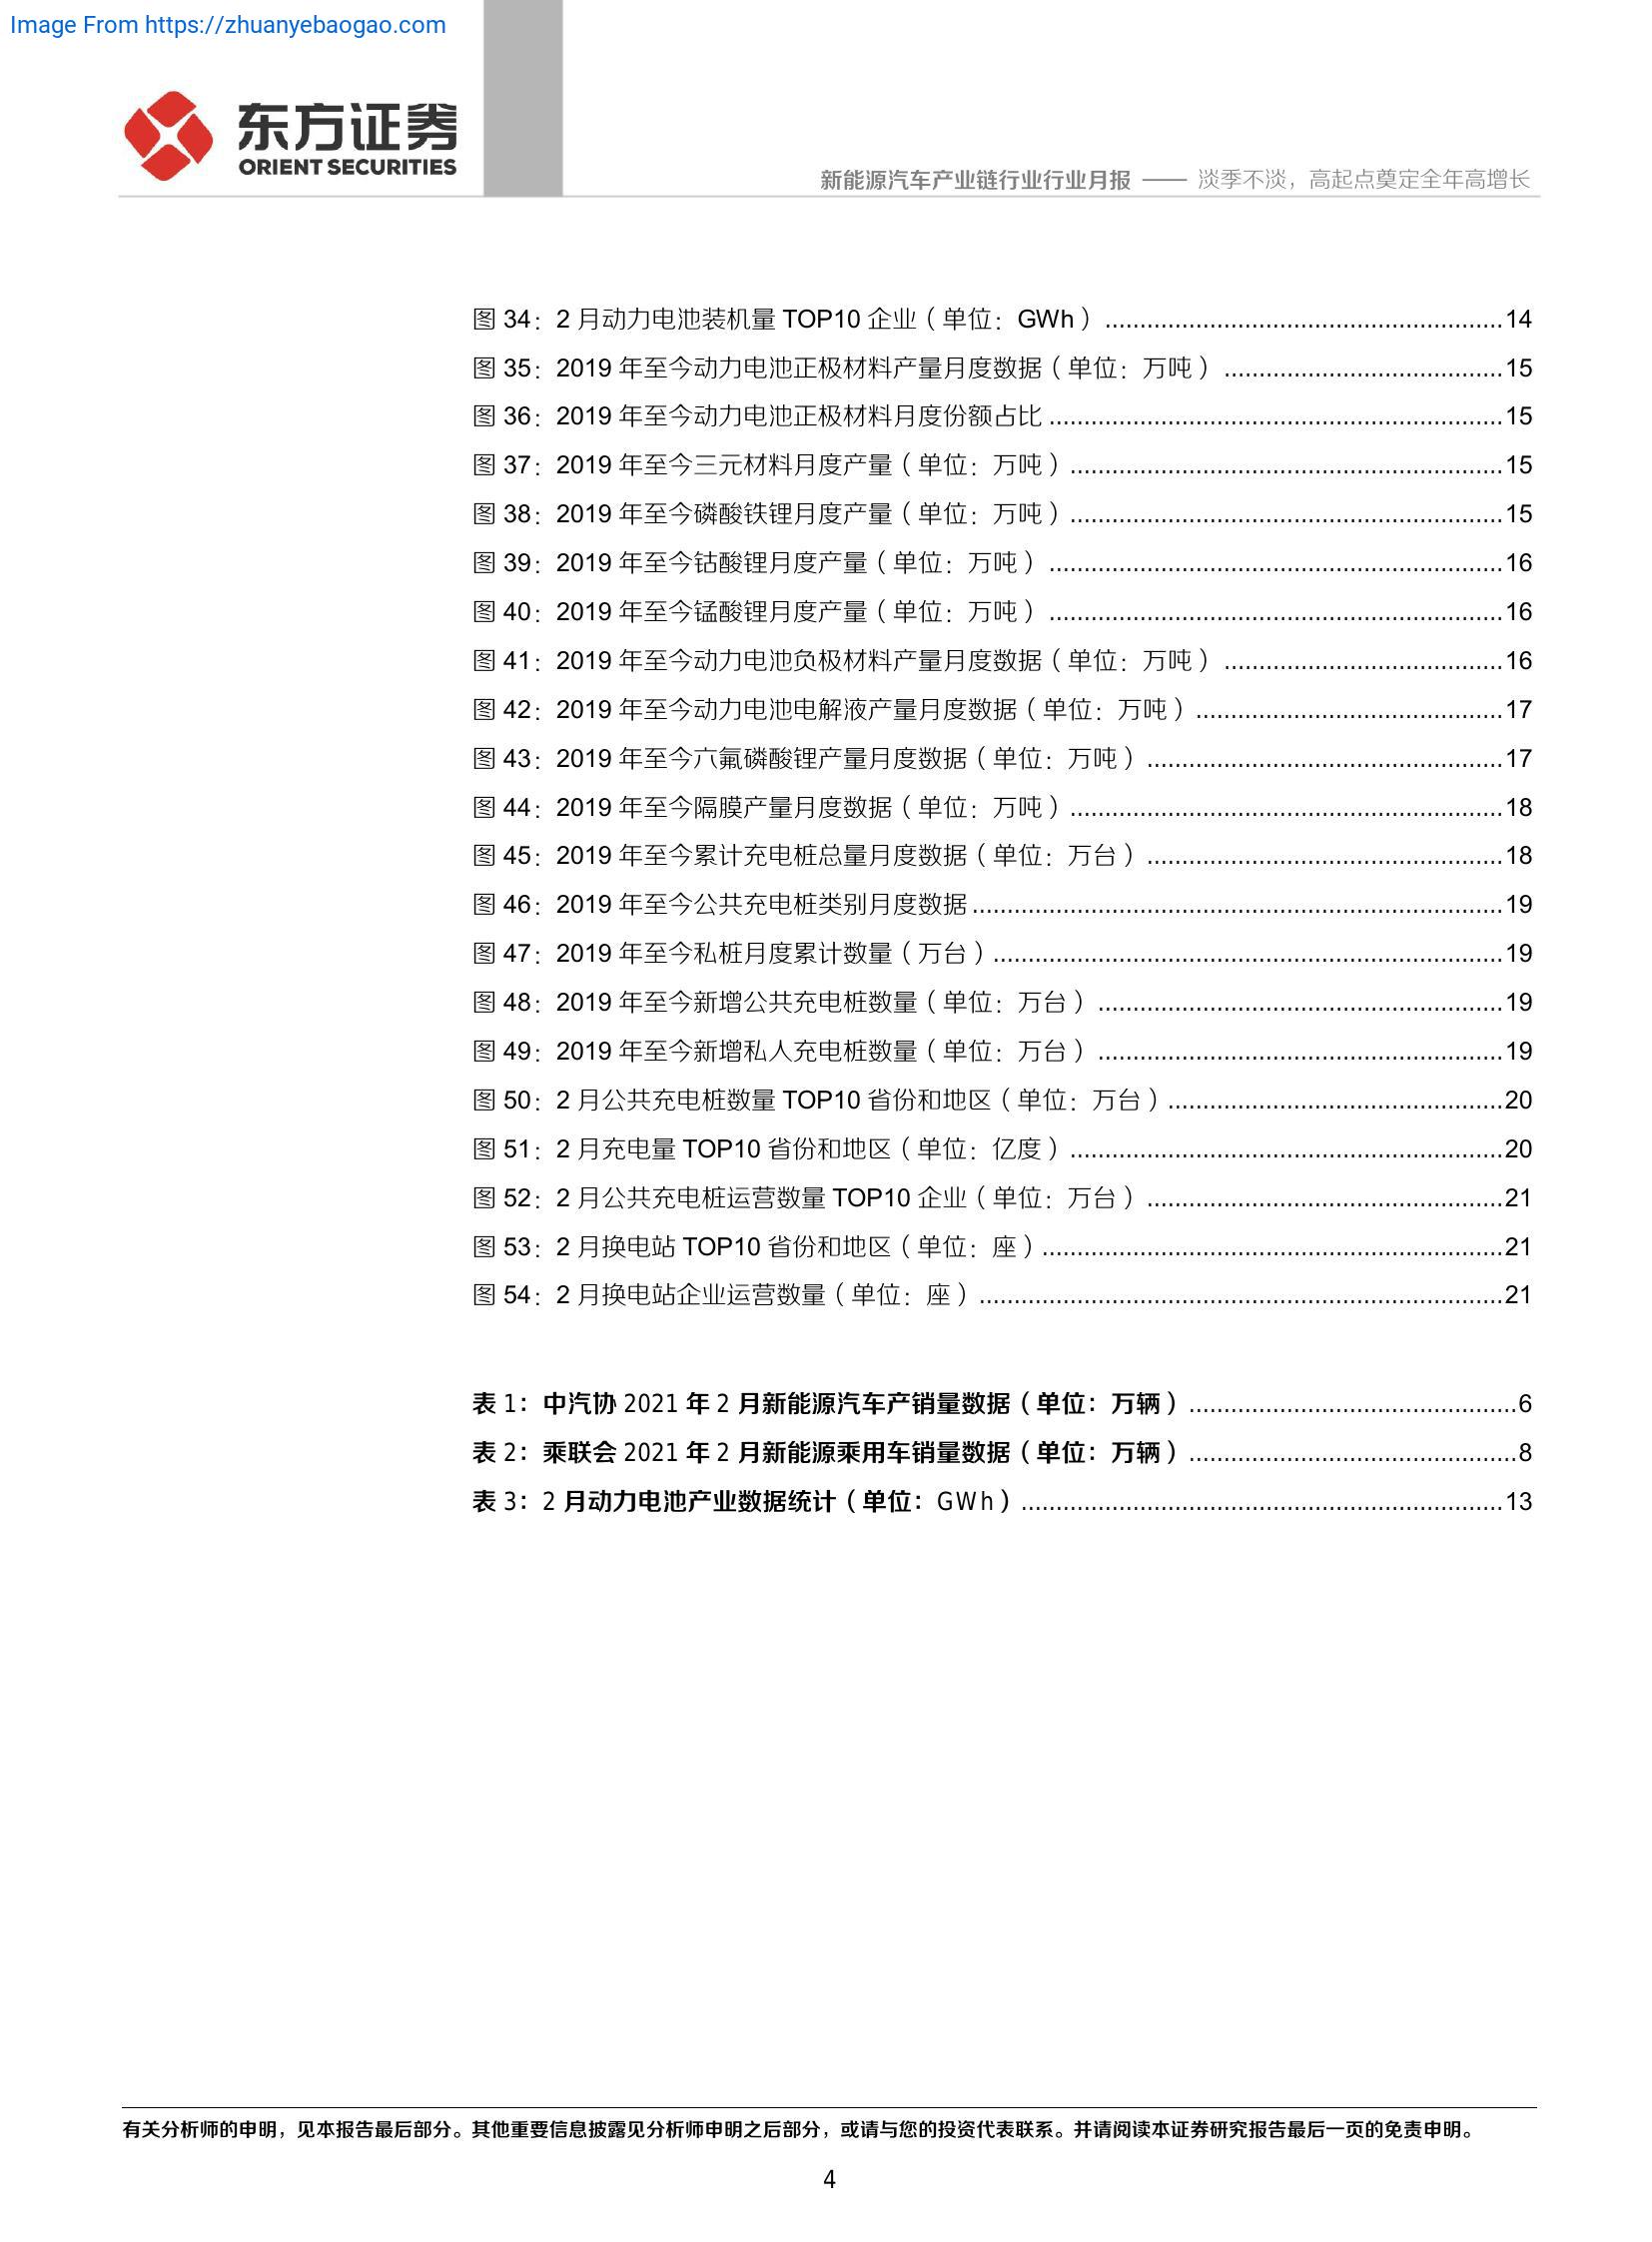 Image From https://zhuanyebaogao.com
东方证券
ORIENT SECURITIES
新能源汽车产业链行业行业月报 —— 淡季不淡，高起点奠定全年高增长
图 34：2 月动力电池装机量 TOP10 企业（单位：GWh）..........................................................14
图 35：2019 年至今动力电池正极材料产量月度数据（单位：万吨）........................................15
图 36：2019 年至今动力电池正极材料月度份额占比.................................................................15
图 37：2019 年至今三元材料月度产量（单位：万吨）..............................................................15
图 38：2019 年至今磷酸铁锂月度产量（单位：万吨）..............................................................15
图 39：2019 年至今钴酸锂月度产量（单位：万吨）.................................................................16
图 40：2019 年至今锰酸锂月度产量（单位：万吨）.................................................................16
图 41：2019 年至今动力电池负极材料产量月度数据（单位：万吨）........................................16
图 42：2019 年至今动力电池电解液产量月度数据（单位：万吨）............................................17
图 43：2019 年至今六氟磷酸锂产量月度数据（单位：万吨）...................................................17
图 44：2019 年至今隔膜产量月度数据（单位：万吨）..............................................................18
图 45：2019 年至今累计充电桩总量月度数据（单位：万台）...................................................18
图 46：2019 年至今公共充电桩类别月度数据............................................................................19
图 47：2019 年至今私桩月度累计数量（万台）.........................................................................19
图 48：2019 年至今新增公共充电桩数量（单位：万台）..........................................................19
图 49：2019 年至今新增私人充电桩数量（单位：万台）..........................................................19
图 50：2 月公共充电桩数量 TOP10 省份和地区（单位：万台）................................................20
图 51：2 月充电量 TOP10 省份和地区（单位：亿度）..............................................................20
图 52：2 月公共充电桩运营数量 TOP10 企业（单位：万台）...................................................21
图 53：2 月换电站 TOP10 省份和地区（单位：座）..................................................................21
图 54：2 月换电站企业运营数量（单位：座）...........................................................................21
表 1：中汽协 2021 年 2 月新能源汽车产销量数据（单位：万辆）...............................................6
表 2：乘联会 2021 年 2 月新能源乘用车销量数据（单位：万辆）...............................................8
表 3：2 月动力电池产业数据统计（单位：GWh）.....................................................................13
有关分析师的申明，见本报告最后部分。其他重要信息披露见分析师申明之后部分，或请与您的投资代表联系。并请阅读本证券研究报告最后一页的免责申明。
4